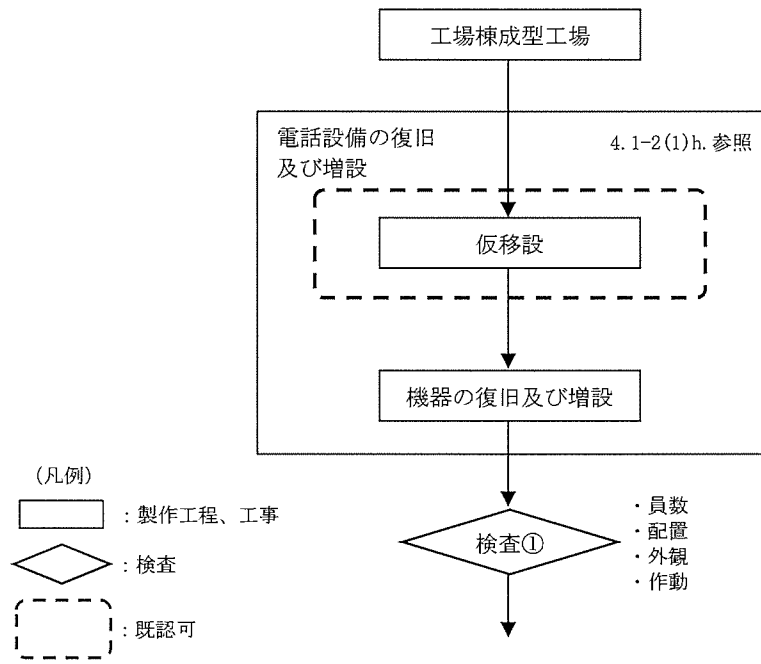 工場棟成型工場
電話設備の復旧
及び増設
4.1-2(1)h.参照
仮移設
機器の復旧及び増設
検査①
・員数
・配置
・外観
・作動
(凡例)
:製作工程、工事
:検査
:既認可